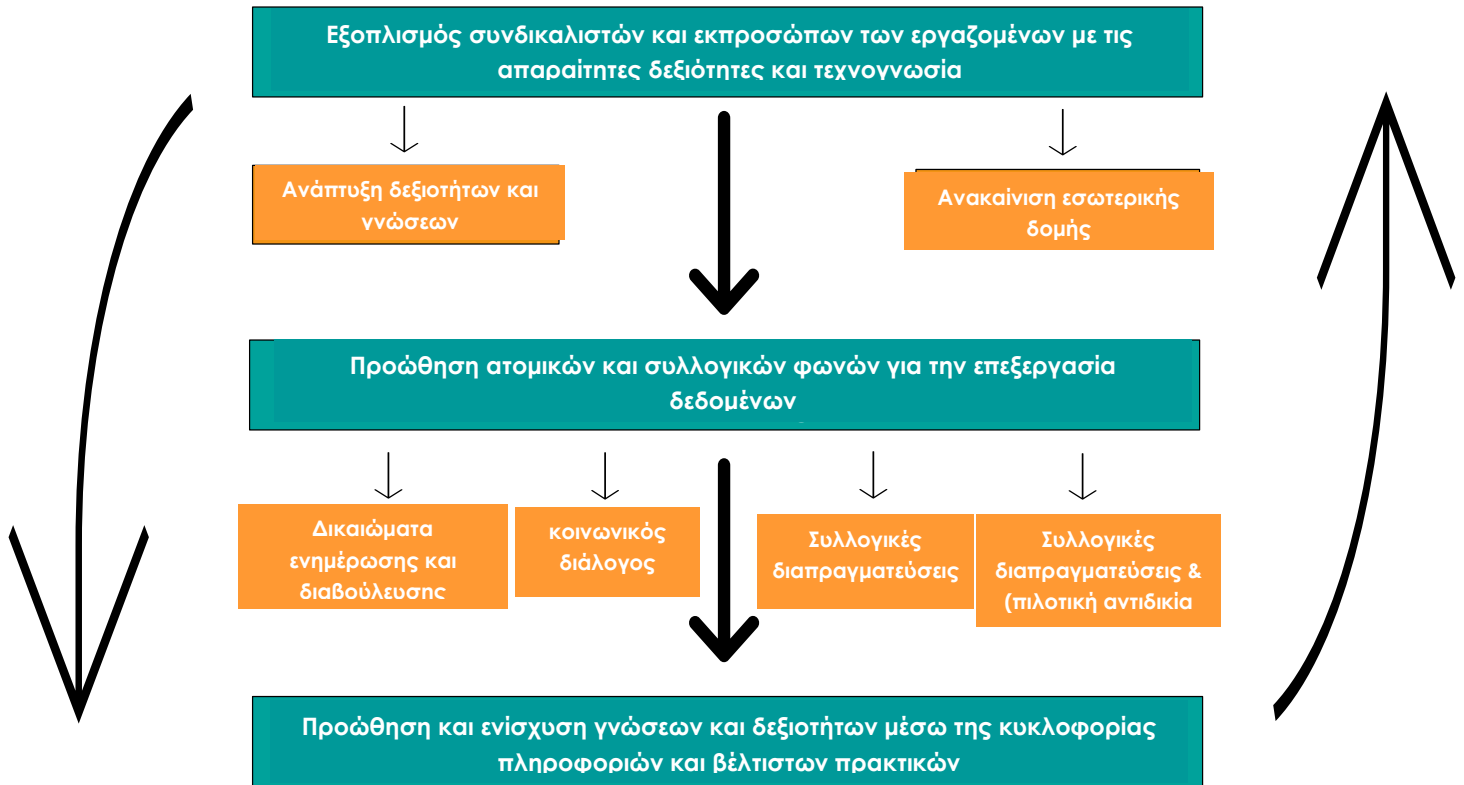 Εξοπλισμός συνδικαλιστών και εκπροσώπων των εργαζομένων με τις
απαραίτητες δεξιότητες και τεχνογνωσία
Ανάπτυξη δεξιοτήτων και
γνώσεων
Ανακαίνιση εσωτερικής
δομής
Προώθηση ατομικών και συλλογικών φωνών για την επεξεργασία
δεδομένων
Δικαιώματα
ενημέρωσης και
διαβούλευσης
κοινωνικός
διάλογος
Συλλογικές
διαπραγματεύσεις
Συλλογικές
διαπραγματεύσεις &
(πιλοτική αντιδικία
Προώθηση και ενίσχυση γνώσεων και δεξιοτήτων μέσω της κυκλοφορίας
πληροφοριών και βέλτιστων πρακτικών